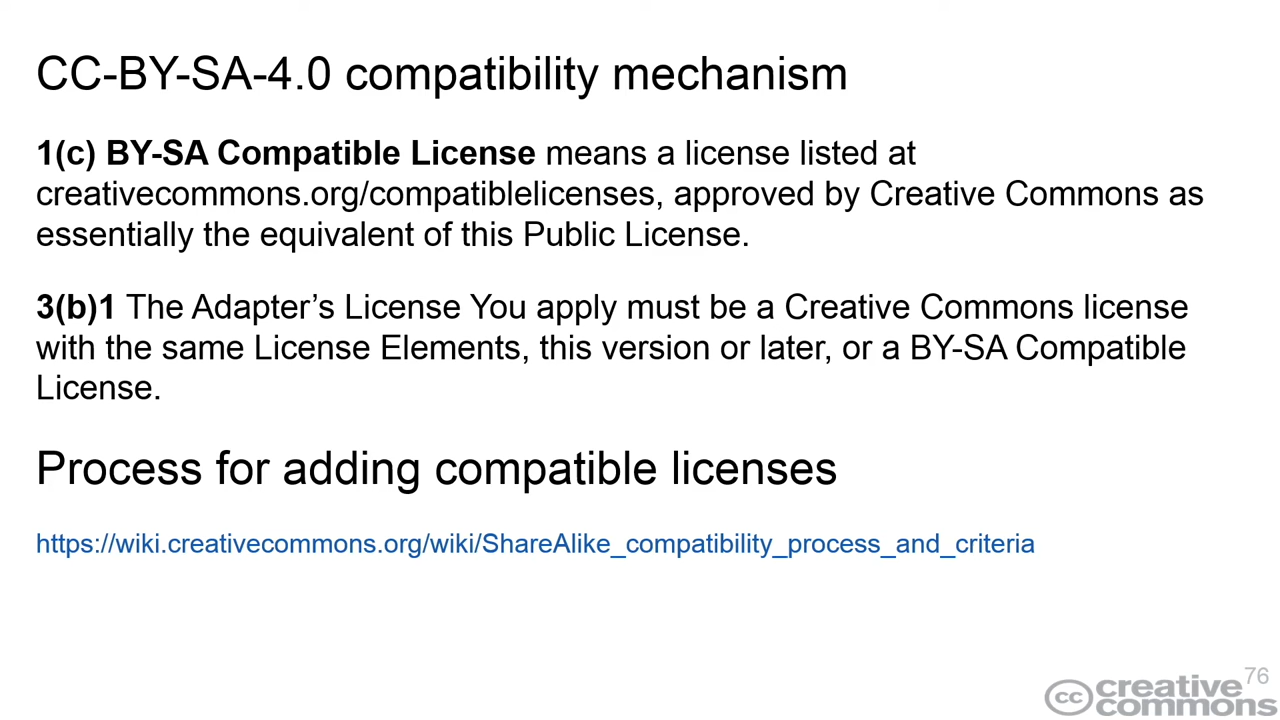 CC-BY-SA-4.0 compatibility mechanism
1(c) BY-SA Compatible License means a license listed at
creativecommons.org/compatiblelicenses, approved by Creative Commons as
essentially the equivalent of this Public License.
3(b)1 The Adapter’s License You apply must be a Creative Commons license
with the same License Elements, this version or later, or a BY-SA Compatible
License.
Process for adding compatible licenses
https://wiki.creativecommons.org/wiki/ShareAlike_compatibility_process_and_criteria
76
cc creative
commons